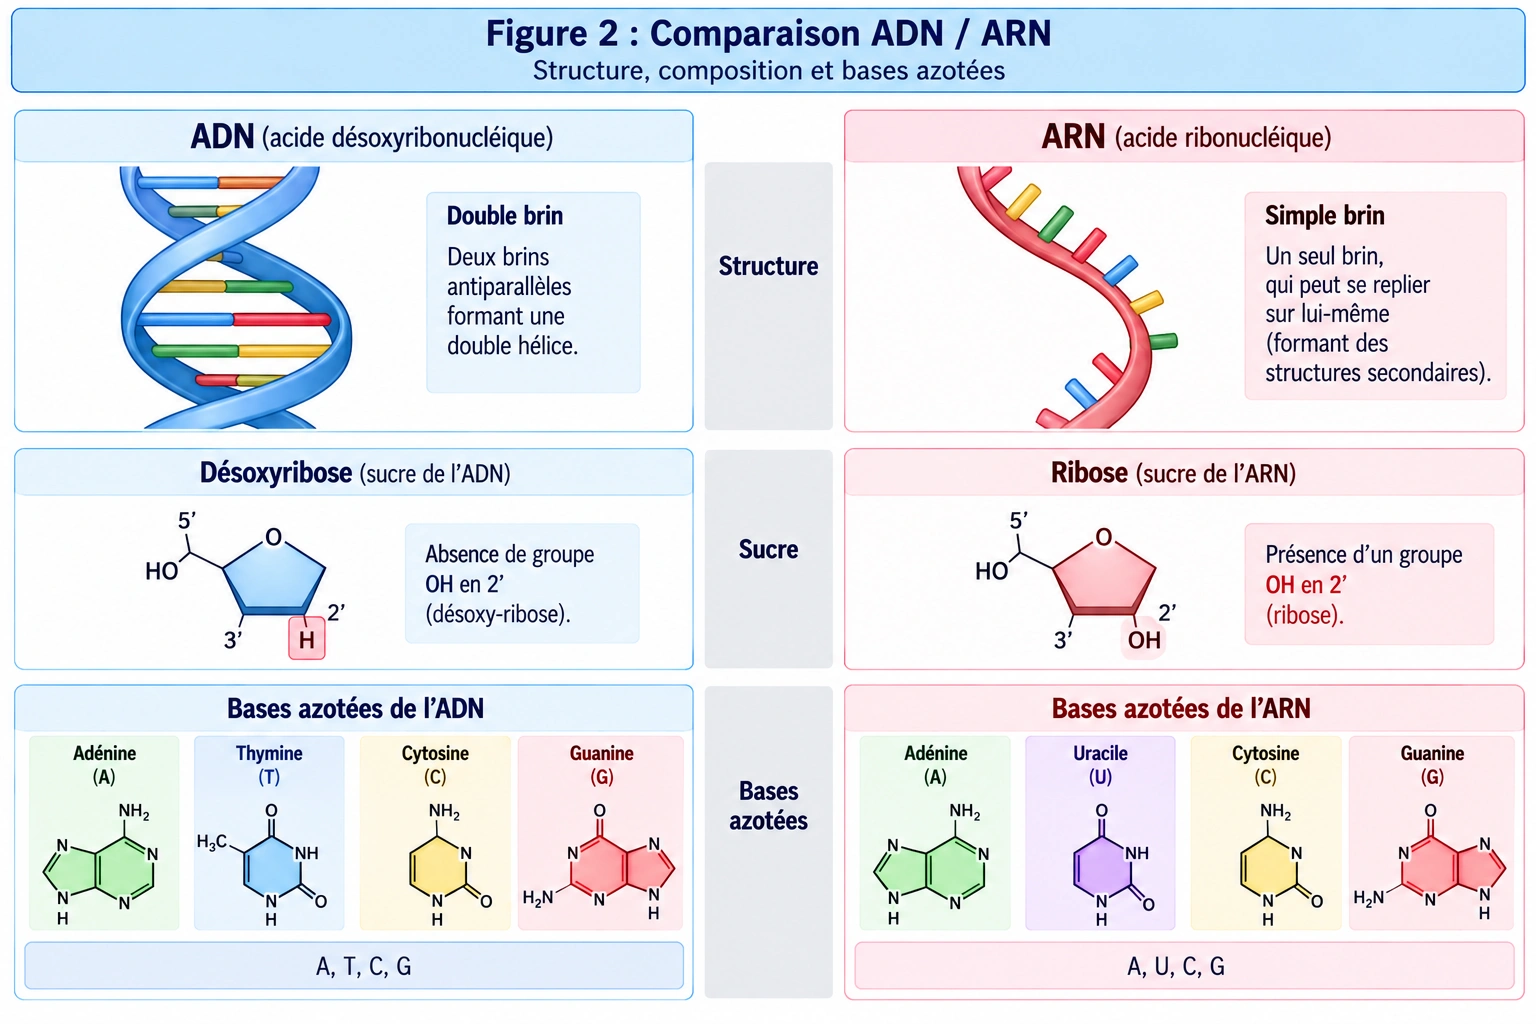 Figure 2 : Comparaison ADN / ARN
Structure, composition et bases azotées
ADN (acide désoxyribonucléique)
Double brin
Deux brins
antiparallèles
formant une
double hélice.
Structure
ARN (acide ribonucléique)
Simple brin
Un seul brin,
qui peut se replier
sur lui-même
(formant des
structures secondaires).
Désoxyribose (sucre de l’ADN)
5’
O
HO
2’
3’
H
Absence de groupe
OH en 2’
(désoxy-ribose).
Sucre
Ribose (sucre de l’ARN)
5’
O
HO
2’
3’
OH
Présence d’un groupe
OH en 2’
(ribose).
Bases azotées de l’ADN
Adénine
(A)
NH₂
N
N
N
N
H
Thymine
(T)
O
H₃C
NH
N
O
H
Cytosine
(C)
NH₂
N
N
O
H
Guanine
(G)
O
N
N
H₂N
N
N
H
A, T, C, G
Bases
azotées
Bases azotées de l’ARN
Adénine
(A)
NH₂
N
N
N
N
H
Uracile
(U)
O
NH
N
O
H
Cytosine
(C)
NH₂
N
N
O
H
Guanine
(G)
O
N
N
H₂N
N
N
H
A, U, C, G